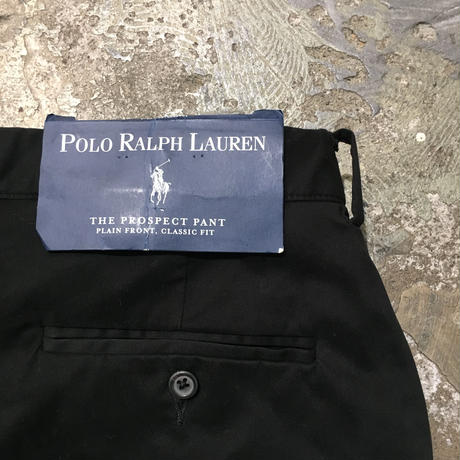 POLO RALPH LAUREN
THE PROSPECT PANT
PLAIN FRONT, CLASSIC FIT